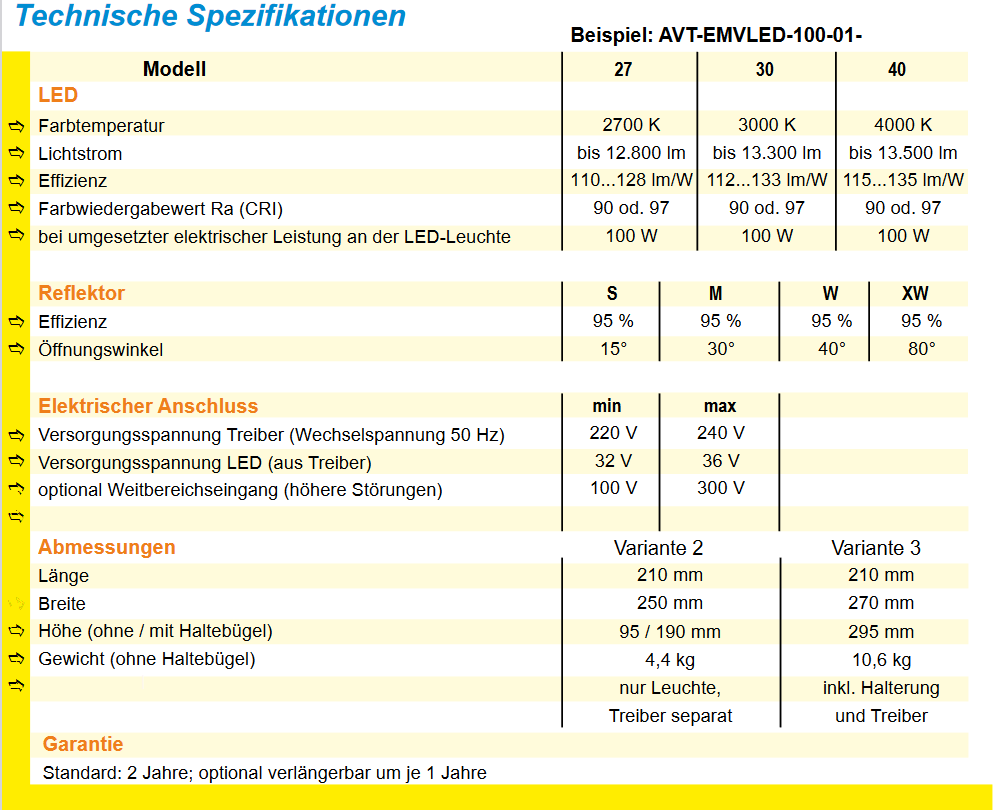 Technische Spezifikationen
Beispiel: AVT-EMVLED-100-01-
Modell 27 30 40
LED
Farbtemperatur 2700 K 3000 K 4000 K
Lichtstrom bis 12.800 lm bis 13.300 lm bis 13.500 lm
Effizienz 110...128 lm/W 112...133 lm/W 115...135 lm/W
Farbwiedergabewert Ra (CRI) 90 od. 97 90 od. 97 90 od. 97
bei umgesetzter elektrischer Leistung an der LED-Leuchte 100 W 100 W 100 W
Reflektor S M W XW
Effizienz 95 % 95 % 95 % 95 %
Öffnungswinkel 15° 30° 40° 80°
Elektrischer Anschluss min max
Versorgungsspannung Treiber (Wechselspannung 50 Hz) 220 V 240 V
Versorgungsspannung LED (aus Treiber) 32 V 36 V
optional Weitbereichseingang (höhere Störungen) 100 V 300 V
Abmessungen Variante 2 Variante 3
Länge 210 mm 210 mm
Breite 250 mm 270 mm
Höhe (ohne / mit Haltebügel) 95 / 190 mm 295 mm
Gewicht (ohne Haltebügel) 4,4 kg 10,6 kg
nur Leuchte, inkl. Halterung
Treiber separat und Treiber
Garantie
Standard: 2 Jahre; optional verlängerbar um je 1 Jahre